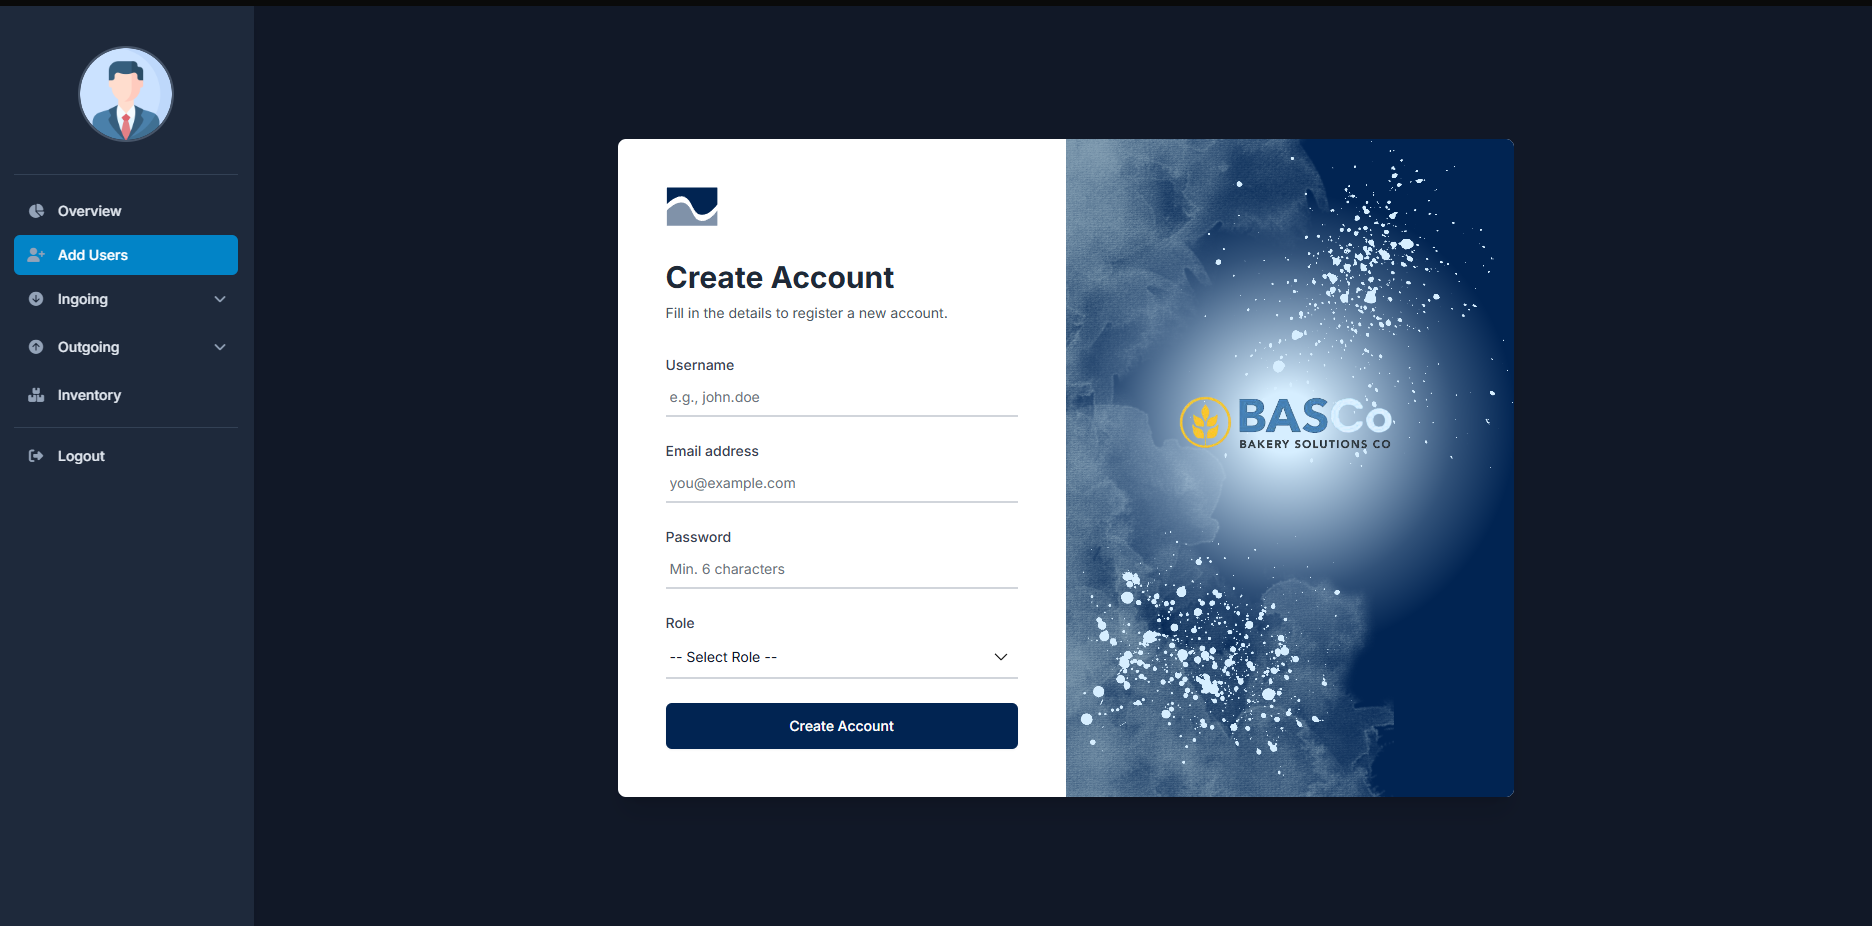 Overview
Add Users
Ingoing
Outgoing
Inventory
Logout
Create Account
Fill in the details to register a new account.
Username
e.g., john.doe
Email address
you@example.com
Password
Min. 6 characters
Role
-- Select Role --
Create Account
BASCo
BAKERY SOLUTIONS CO